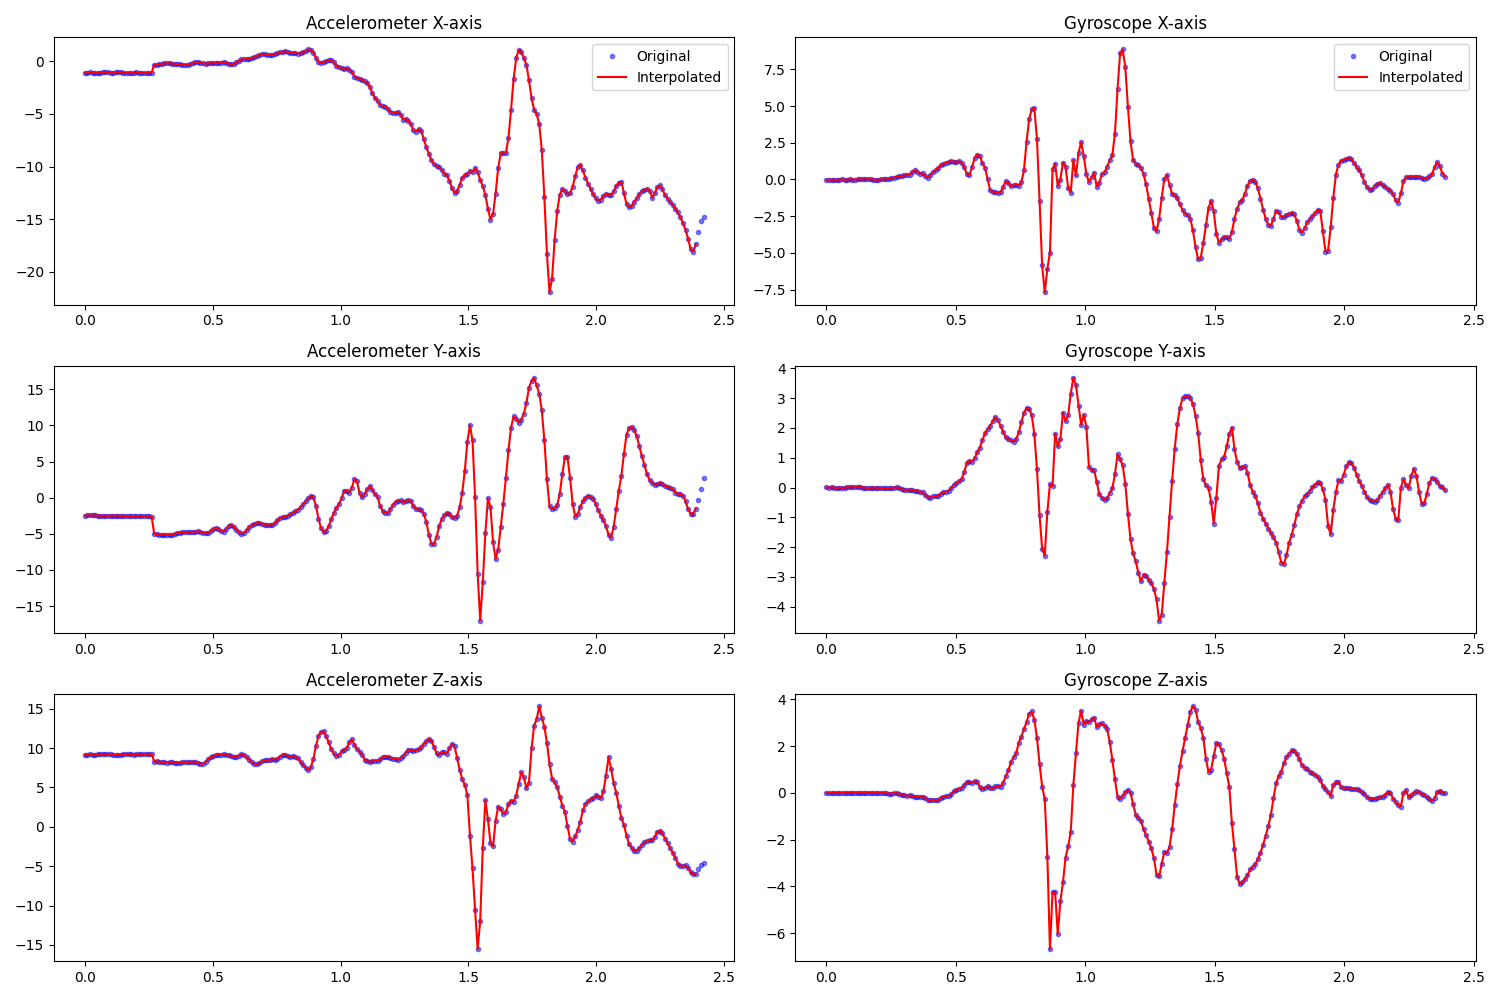 Accelerometer X-axis
Original
Interpolated
0
−5
−10
−15
−20
0.0 0.5 1.0 1.5 2.0 2.5
Gyroscope X-axis
Original
Interpolated
7.5
5.0
2.5
0.0
−2.5
−5.0
−7.5
0.0 0.5 1.0 1.5 2.0 2.5
Accelerometer Y-axis
15
10
5
0
−5
−10
−15
0.0 0.5 1.0 1.5 2.0 2.5
Gyroscope Y-axis
4
3
2
1
0
−1
−2
−3
−4
0.0 0.5 1.0 1.5 2.0 2.5
Accelerometer Z-axis
15
10
5
0
−5
−10
−15
0.0 0.5 1.0 1.5 2.0 2.5
Gyroscope Z-axis
4
2
0
−2
−4
−6
0.0 0.5 1.0 1.5 2.0 2.5